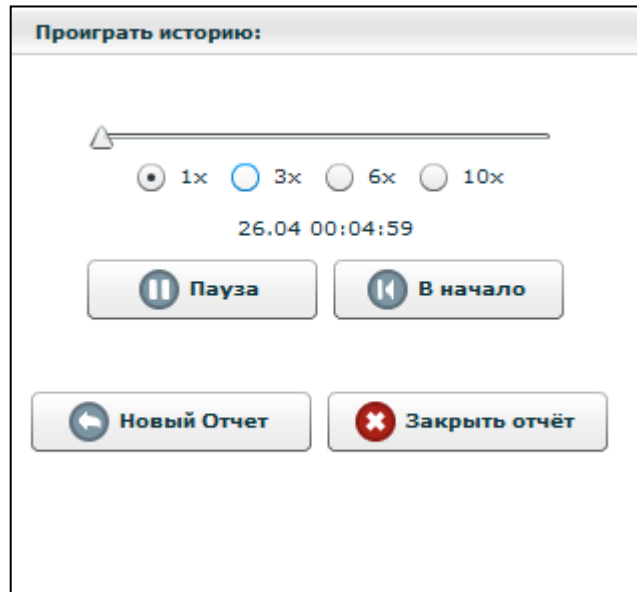 Проиграть историю:
1x 3x 6x 10x
26.04 00:04:59
Пауза В начало
Новый Отчет Закрыть отчёт